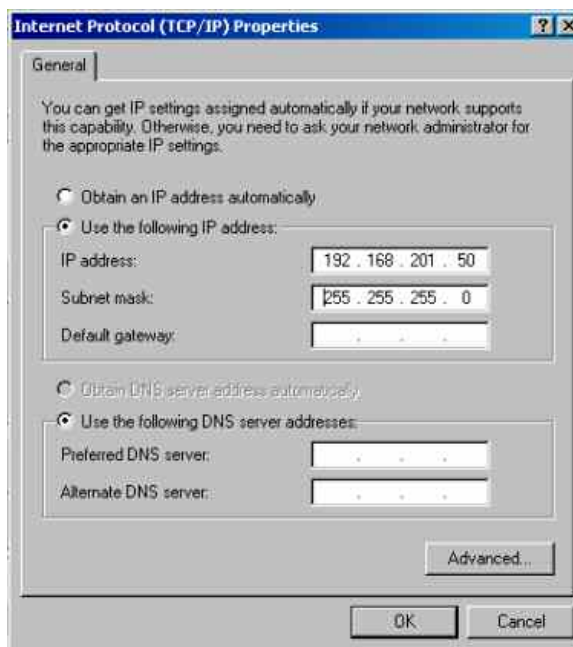 Internet Protocol (TCP/IP) Properties
General
You can get IP settings assigned automatically if your network supports
this capability. Otherwise, you need to ask your network administrator for
the appropriate IP settings.
Obtain an IP address automatically
Use the following IP address:
IP address: 192 . 168 . 201 . 50
Subnet mask: 255 . 255 . 255 . 0
Default gateway: . . .
Obtain DNS server address automatically
Use the following DNS server addresses:
Preferred DNS server: . . .
Alternate DNS server: . . .
Advanced...
OK Cancel